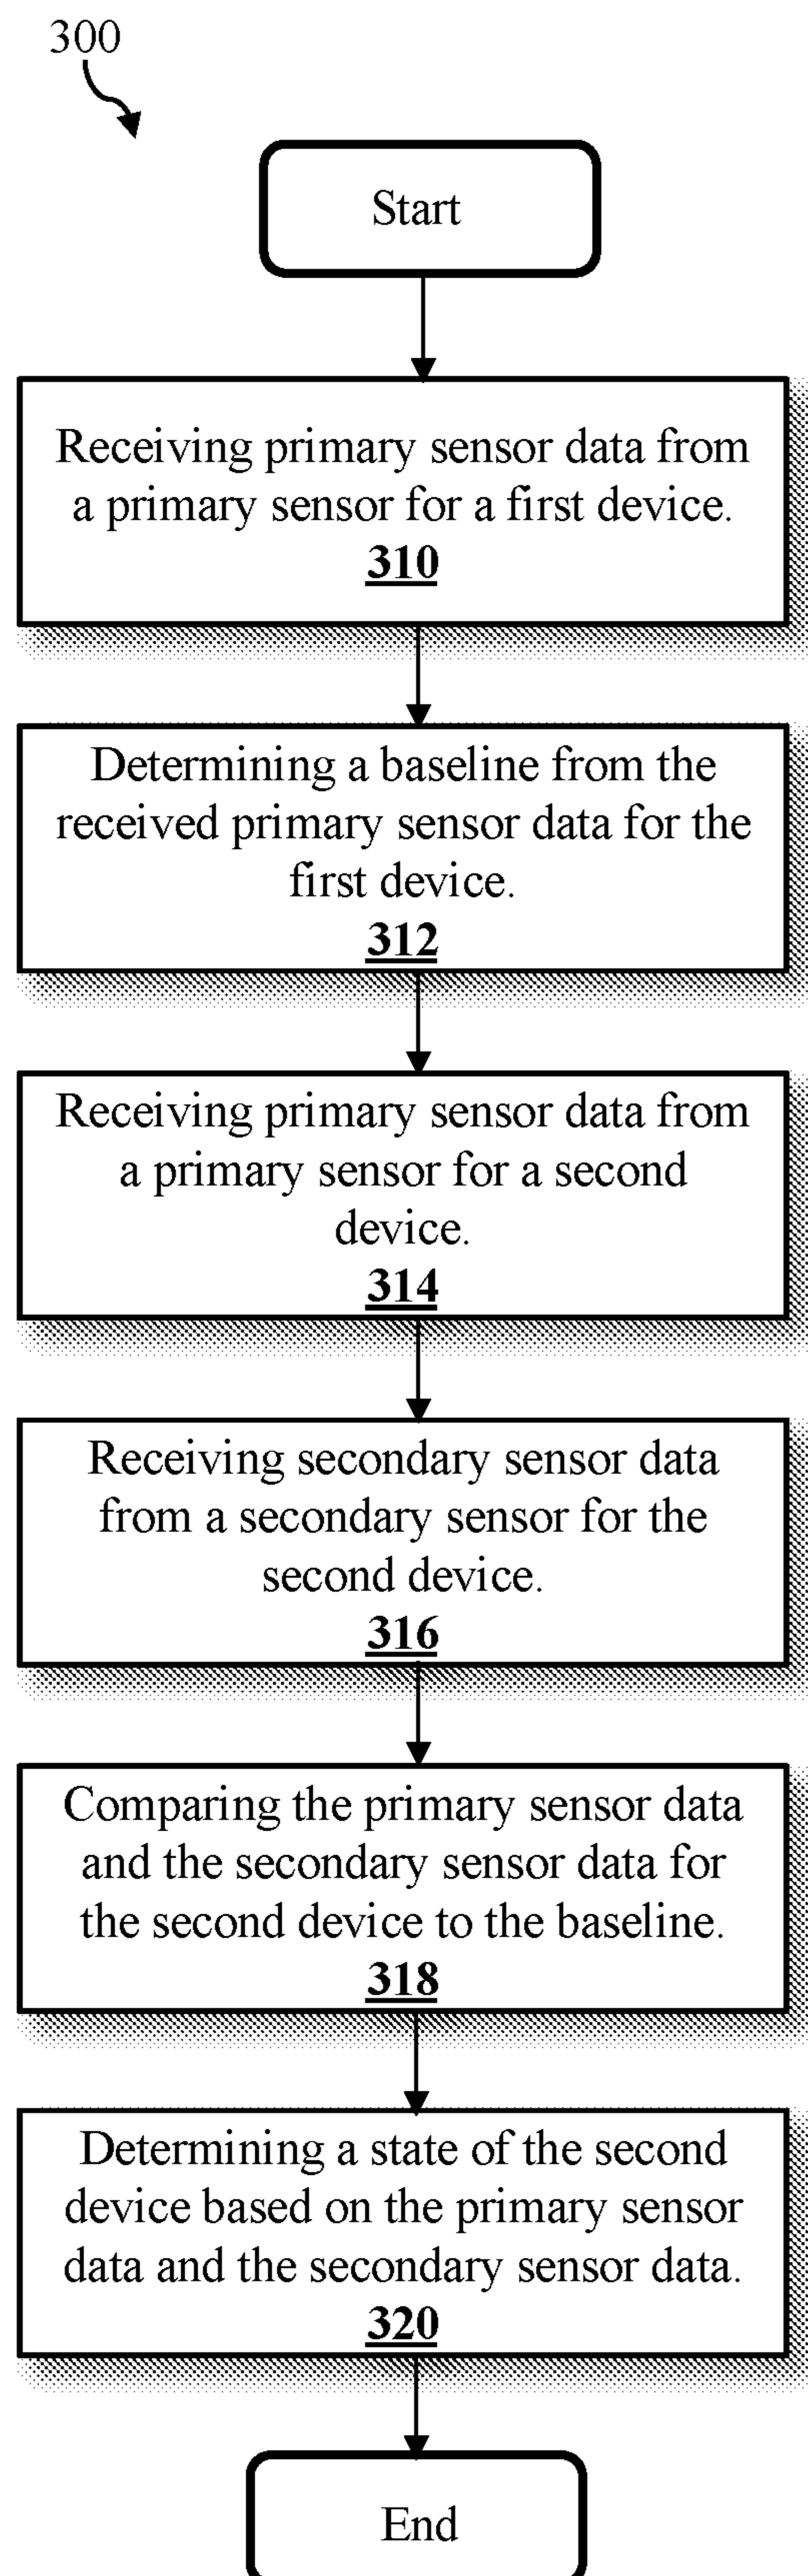 300
Start
Receiving primary sensor data from
a primary sensor for a first device.
310
Determining a baseline from the
received primary sensor data for the
first device.
312
Receiving primary sensor data from
a primary sensor for a second
device.
314
Receiving secondary sensor data
from a secondary sensor for the
second device.
316
Comparing the primary sensor data
and the secondary sensor data for
the second device to the baseline.
318
Determining a state of the second
device based on the primary sensor
data and the secondary sensor data.
320
End